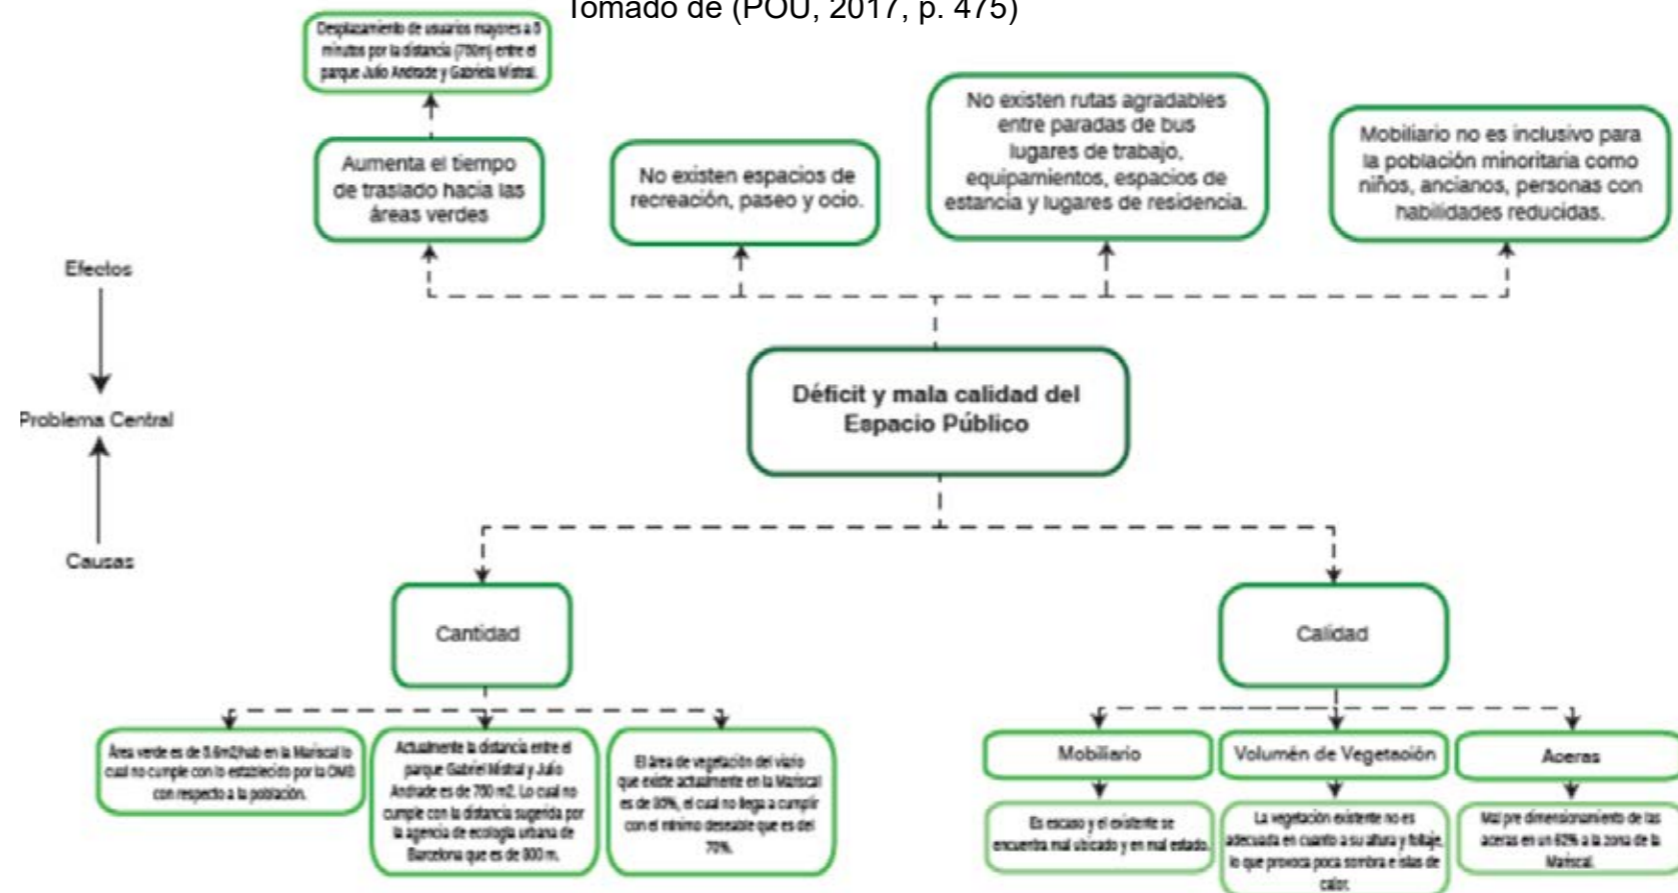 Tomado de (POU, 2017, p. 475)
Desplazamiento de usuarios mayores a 5
minutos por la distancia (760m) entre el
parque Julio Andrade y Gabriela Mistral.
Aumenta el tiempo
de traslado hacia las
áreas verdes
No existen espacios de
recreación, paseo y ocio.
No existen rutas agradables
entre paradas de bus
lugares de trabajo,
equipamientos, espacios de
estancia y lugares de residencia.
Mobiliario no es inclusivo para
la población minoritaria como
niños, ancianos, personas con
habilidades reducidas.
Efectos
Problema Central
Causas
Déficit y mala calidad del
Espacio Público
Cantidad
Calidad
Área verde es de en la Mariscal lo
cual no cumple con lo establecido por la
con respecto a la población.
Actualmente la distancia entre el
parque Gabriel Mistral y Julio
Andrade es de m2. Lo cual no
cumple con la distancia sugerida por
la agencia de ecología urbana de
Barcelona que es de m.
El área de vegetación del viario
que existe actualmente en la Mariscal
es de el cual no llega a cumplir
con el mínimo deseable que es del
70%.
Mobiliario
Volumén de Vegetación
Aceras
Es escaso y el existente se
encuentra mal ubicado y en mal estado.
La vegetación existente no es
adecuada en cuanto a su altura y follaje,
lo que provoca poca sombra e islas de
calor.
Mal pre dimensionamiento de las
aceras en un a la zona de la
Mariscal.